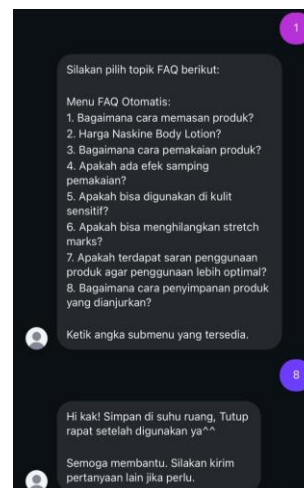 1
Silakan pilih topik FAQ berikut:
Menu FAQ Otomatis:
1. Bagaimana cara memasan produk?
2. Harga Naskine Body Lotion?
3. Bagaimana cara pemakaian produk?
4. Apakah ada efek samping
pemakaian?
5. Apakah bisa digunakan di kulit
sensitif?
6. Apakah bisa menghilangkan stretch
marks?
7. Apakah terdapat saran penggunaan
produk agar penggunaan lebih optimal?
8. Bagaimana cara penyimpanan produk
yang dianjurkan?
Ketik angka submenu yang tersedia.
8
Hi kak! Simpan di suhu ruang, Tutup
rapat setelah digunakan ya^^
Semoga membantu. Silakan kirim
pertanyaan lain jika perlu.